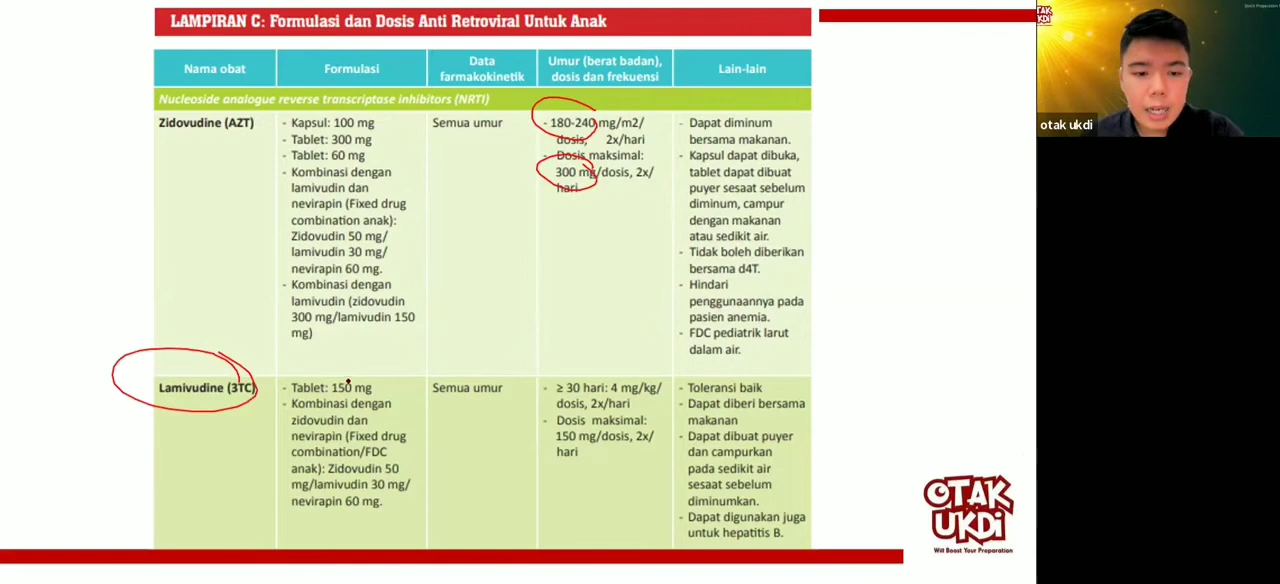 LAMPIRAN C: Formulasi dan Dosis Anti Retroviral Untuk Anak
Nama obat
Formulasi
Data
farmakokinetik
Umur (berat badan),
dosis dan frekuensi
Lain-lain
Nucleoside analogue reverse transcriptase inhibitors (NRTI)
Zidovudine (AZT)
- Kapsul: 100 mg
- Tablet: 300 mg
- Tablet: 60 mg
- Kombinasi dengan
lamivudin dan
nevirapin (Fixed drug
combination anak):
Zidovudin 50 mg/
lamivudin 30 mg/
nevirapin 60 mg.
- Kombinasi dengan
lamivudin (zidovudin
300 mg/lamivudin 150
mg)
Semua umur
- 180-240 mg/m2/
dosis, 2x/hari
- Dosis maksimal:
300 mg/dosis, 2x/
hari
- Dapat diminum
bersama makanan.
- Kapsul dapat dibuka,
tablet dapat dibuat
puyer sesaat sebelum
diminum, campur
dengan makanan
atau sedikit air.
- Tidak boleh diberikan
bersama d4T.
- Hindari
penggunaannya pada
pasien anemia.
- FDC pediatrik larut
dalam air.
Lamivudine (3TC)
- Tablet: 150 mg
- Kombinasi dengan
zidovudin dan
nevirapin (Fixed drug
combination/FDC
anak): Zidovudin 50
mg/lamivudin 30 mg/
nevirapin 60 mg.
Semua umur
- ≥ 30 hari: 4 mg/kg/
dosis, 2x/hari
- Dosis maksimal:
150 mg/dosis, 2x/
hari
- Toleransi baik
- Dapat diberi bersama
makanan
- Dapat dibuat puyer
dan campurkan
pada sedikit air
sesaat sebelum
diminumkan.
- Dapat digunakan juga
untuk hepatitis B.
OTAK
UKDI
Will Boost Your Preparation
OTAK
UKDI
otak ukdi